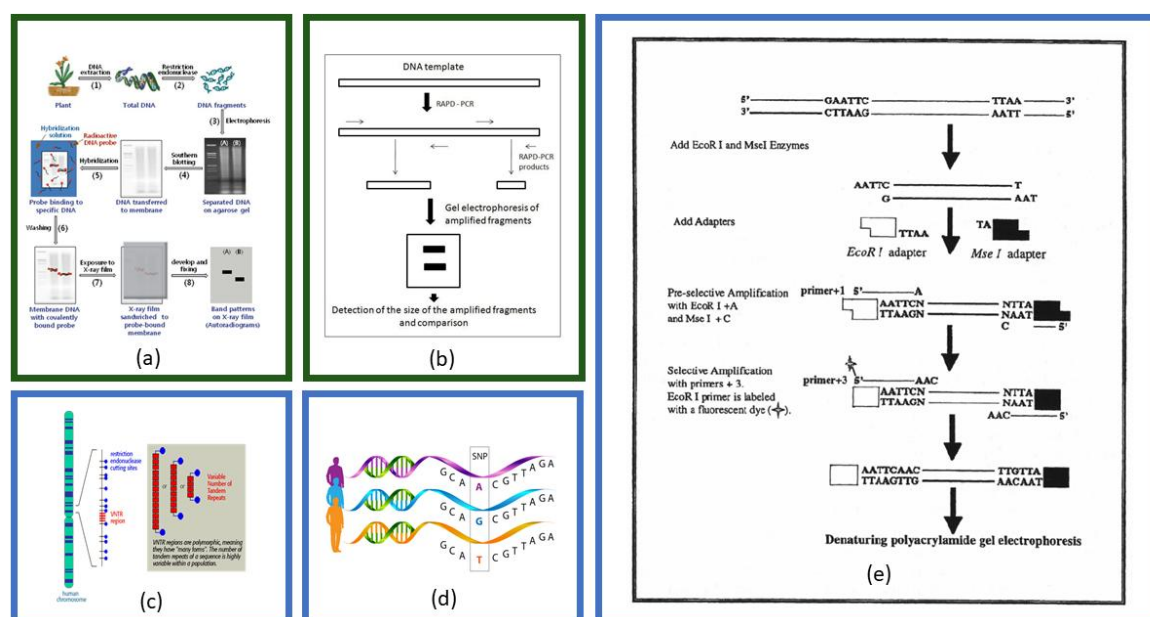 DNA
extraction
(1)
Restriction
endonuclease
(2)
Plant
Total DNA
DNA fragments
(3) Electrophoresis
Hybridization
solution
Radioactive
DNA probe
Hybridization
(5)
Southern
blotting
(4)
(A) (B)
Probe binding to
specific DNA
DNA transferred
to membrane
Separated DNA
on agarose gel
Washing (6)
Exposure to
X-ray film
(7)
develop and
fixing
(8)
(A) (B)
Membrane DNA
with covalently
bound probe
X-ray film
sandwiched to
probe-bound
membrane
Band patterns
on X-ray film
(Autoradiograms)
(a)
DNA template
RAPD - PCR
RAPD-PCR
products
Gel electrophoresis of
amplified fragments
Detection of the size of the amplified fragments
and comparison
(b)
restriction
endonuclease
cutting sites
VNTR
region
human
chromosome
or or
Variable
Number of
Tandem
Repeats
VNTR regions are polymorphic, meaning
they have "many forms". The number of
tandem repeats of a sequence is highly
variable within a population.
(c)
SNP
GCA A CGTTAGA
GCA G CGTTAGA
GCA T CGTTAGA
(d)
5' GAATTC TTAA 3'
3' CTTAAG AATT 5'
Add EcoR I and MseI Enzymes
AATTC T
G AAT
Add Adapters
TTAA TA
EcoR I adapter Mse I adapter
Pre-selective Amplification
with EcoR I +A
and Mse I + C
primer+1 5' A
AATTCN NTTA
TTAAGN NAAT
C 5'
Selective Amplification
with primers + 3.
EcoR I primer is labeled
with a fluorescent dye ( ).
primer+3 5' AAC
AATTCN NTTA
TTAAGN NAAT
AAC 5'
AATTCAAC TTGTTA
TTAAGTTG AACAAT
Denaturing polyacrylamide gel electrophoresis
(e)